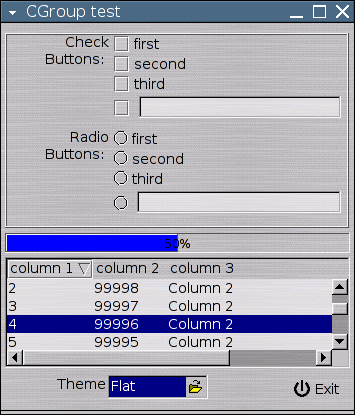 CGroup test
Check Buttons: first
second
third
Radio Buttons: first
second
third
50%
column 1 column 2 Column 3
2 99998 Column 2
3 99997 Column 2
4 99996 Column 2
5 99995 Column 2
Theme Flat Exit